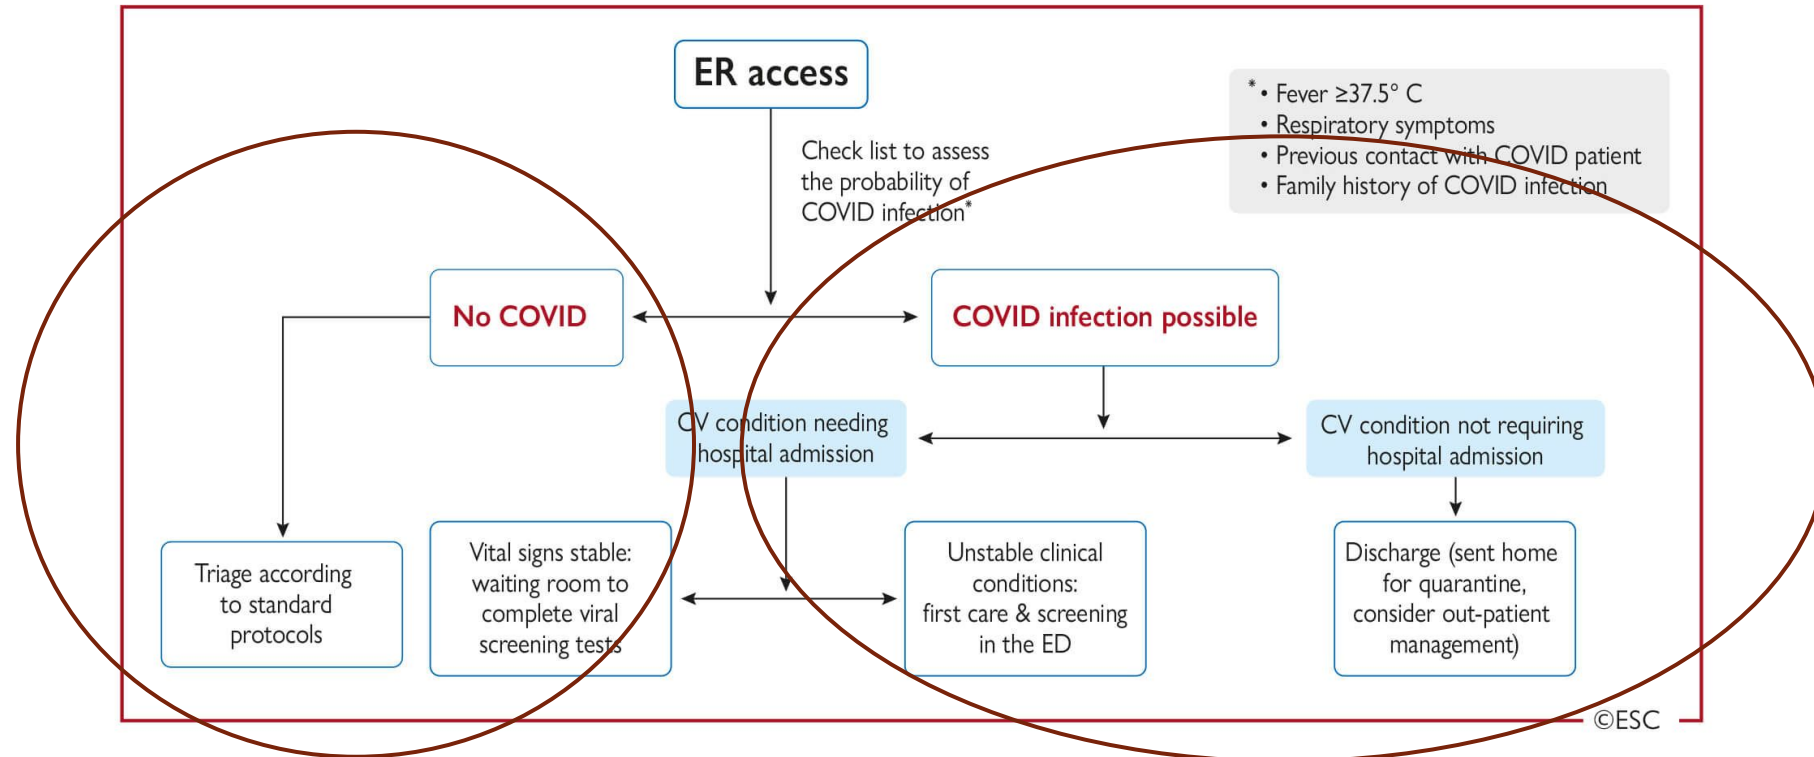 ER access
* • Fever ≥37.5° C
• Respiratory symptoms
• Previous contact with COVID patient
• Family history of COVID infection
Check list to assess
the probability of
COVID infection*
No COVID
COVID infection possible
CV condition needing
hospital admission
CV condition not requiring
hospital admission
Triage according
to standard
protocols
Vital signs stable:
waiting room to
complete viral
screening tests
Unstable clinical
conditions:
first care & screening
in the ED
Discharge (sent home
for quarantine,
consider out-patient
management)
©ESC